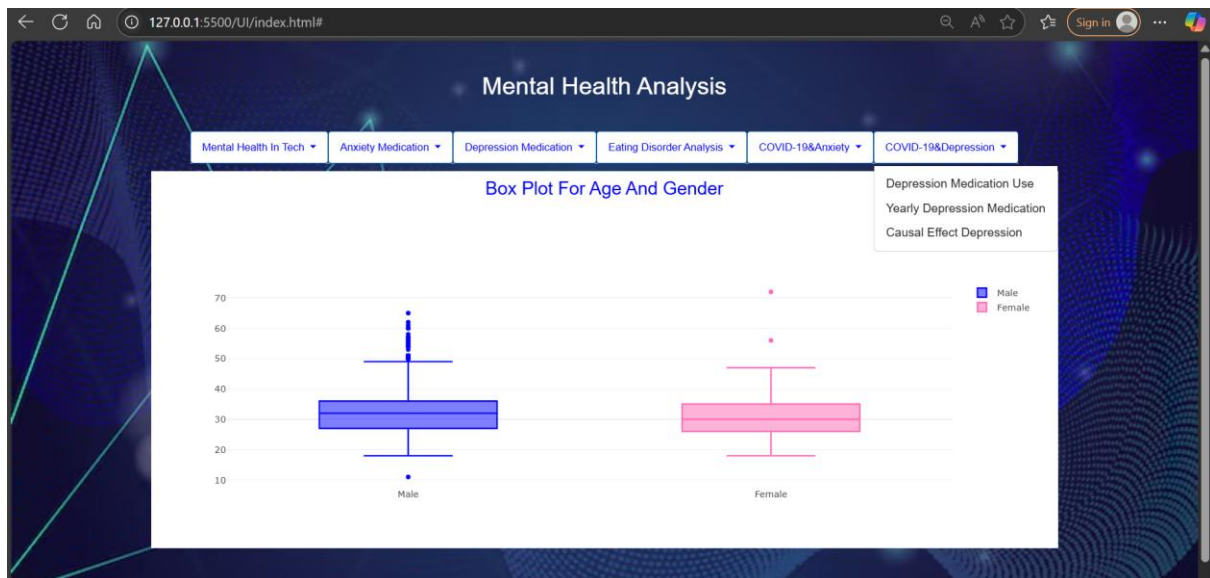 127.0.0.1:5500/UI/index.html#
Sign in
Mental Health Analysis
Mental Health In Tech
Anxiety Medication
Depression Medication
Eating Disorder Analysis
COVID-19&Anxiety
COVID-19&Depression
Box Plot For Age And Gender
Depression Medication Use
Yearly Depression Medication
Causal Effect Depression
70
60
50
40
30
20
10
Male
Female
Male
Female